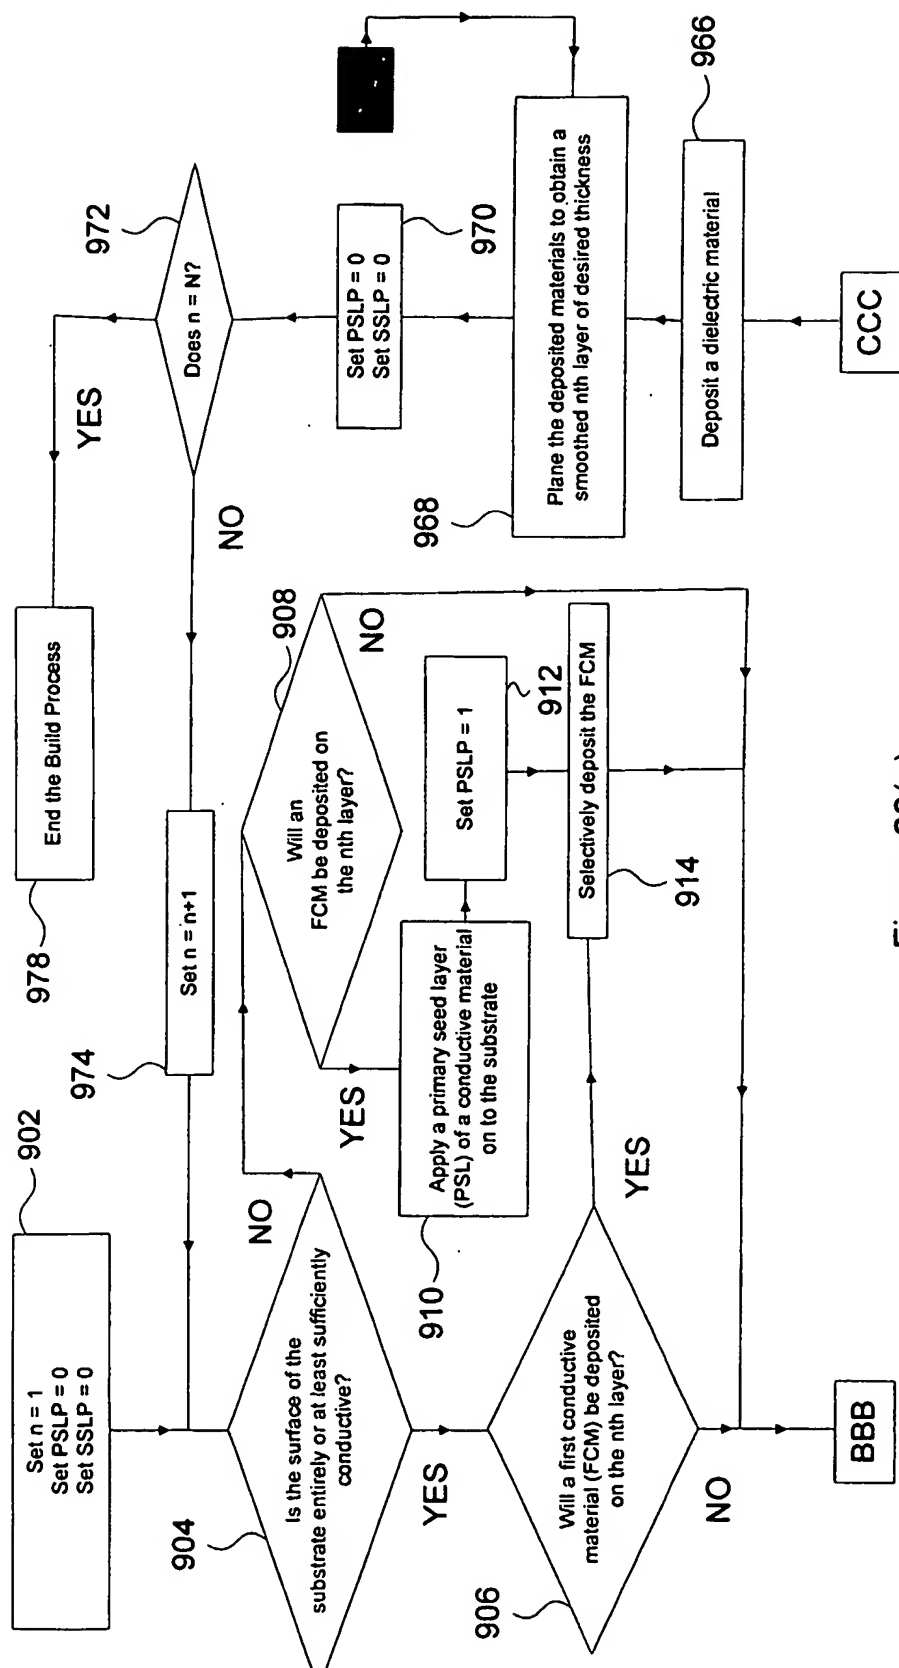 902
Set n = 1
Set PSLP = 0
Set SSLP = 0
904
Is the surface of the
substrate entirely or at least sufficiently
conductive?
YES
NO
906
Will a first conductive
material (FCM) be deposited
on the nth layer?
YES
NO
BBB
908
Will an
FCM be deposited on
the nth layer?
YES
NO
910
Apply a primary seed layer
(PSL) of a conductive material
on to the substrate
912
Set PSLP = 1
914
Selectively deposit the FCM
974
Set n = n+1
978
End the Build Process
972
Does n = N?
YES
NO
970
Set PSLP = 0
Set SSLP = 0
968
Plane the deposited materials to obtain a
smoothed nth layer of desired thickness
966
Deposit a dielectric material
CCC